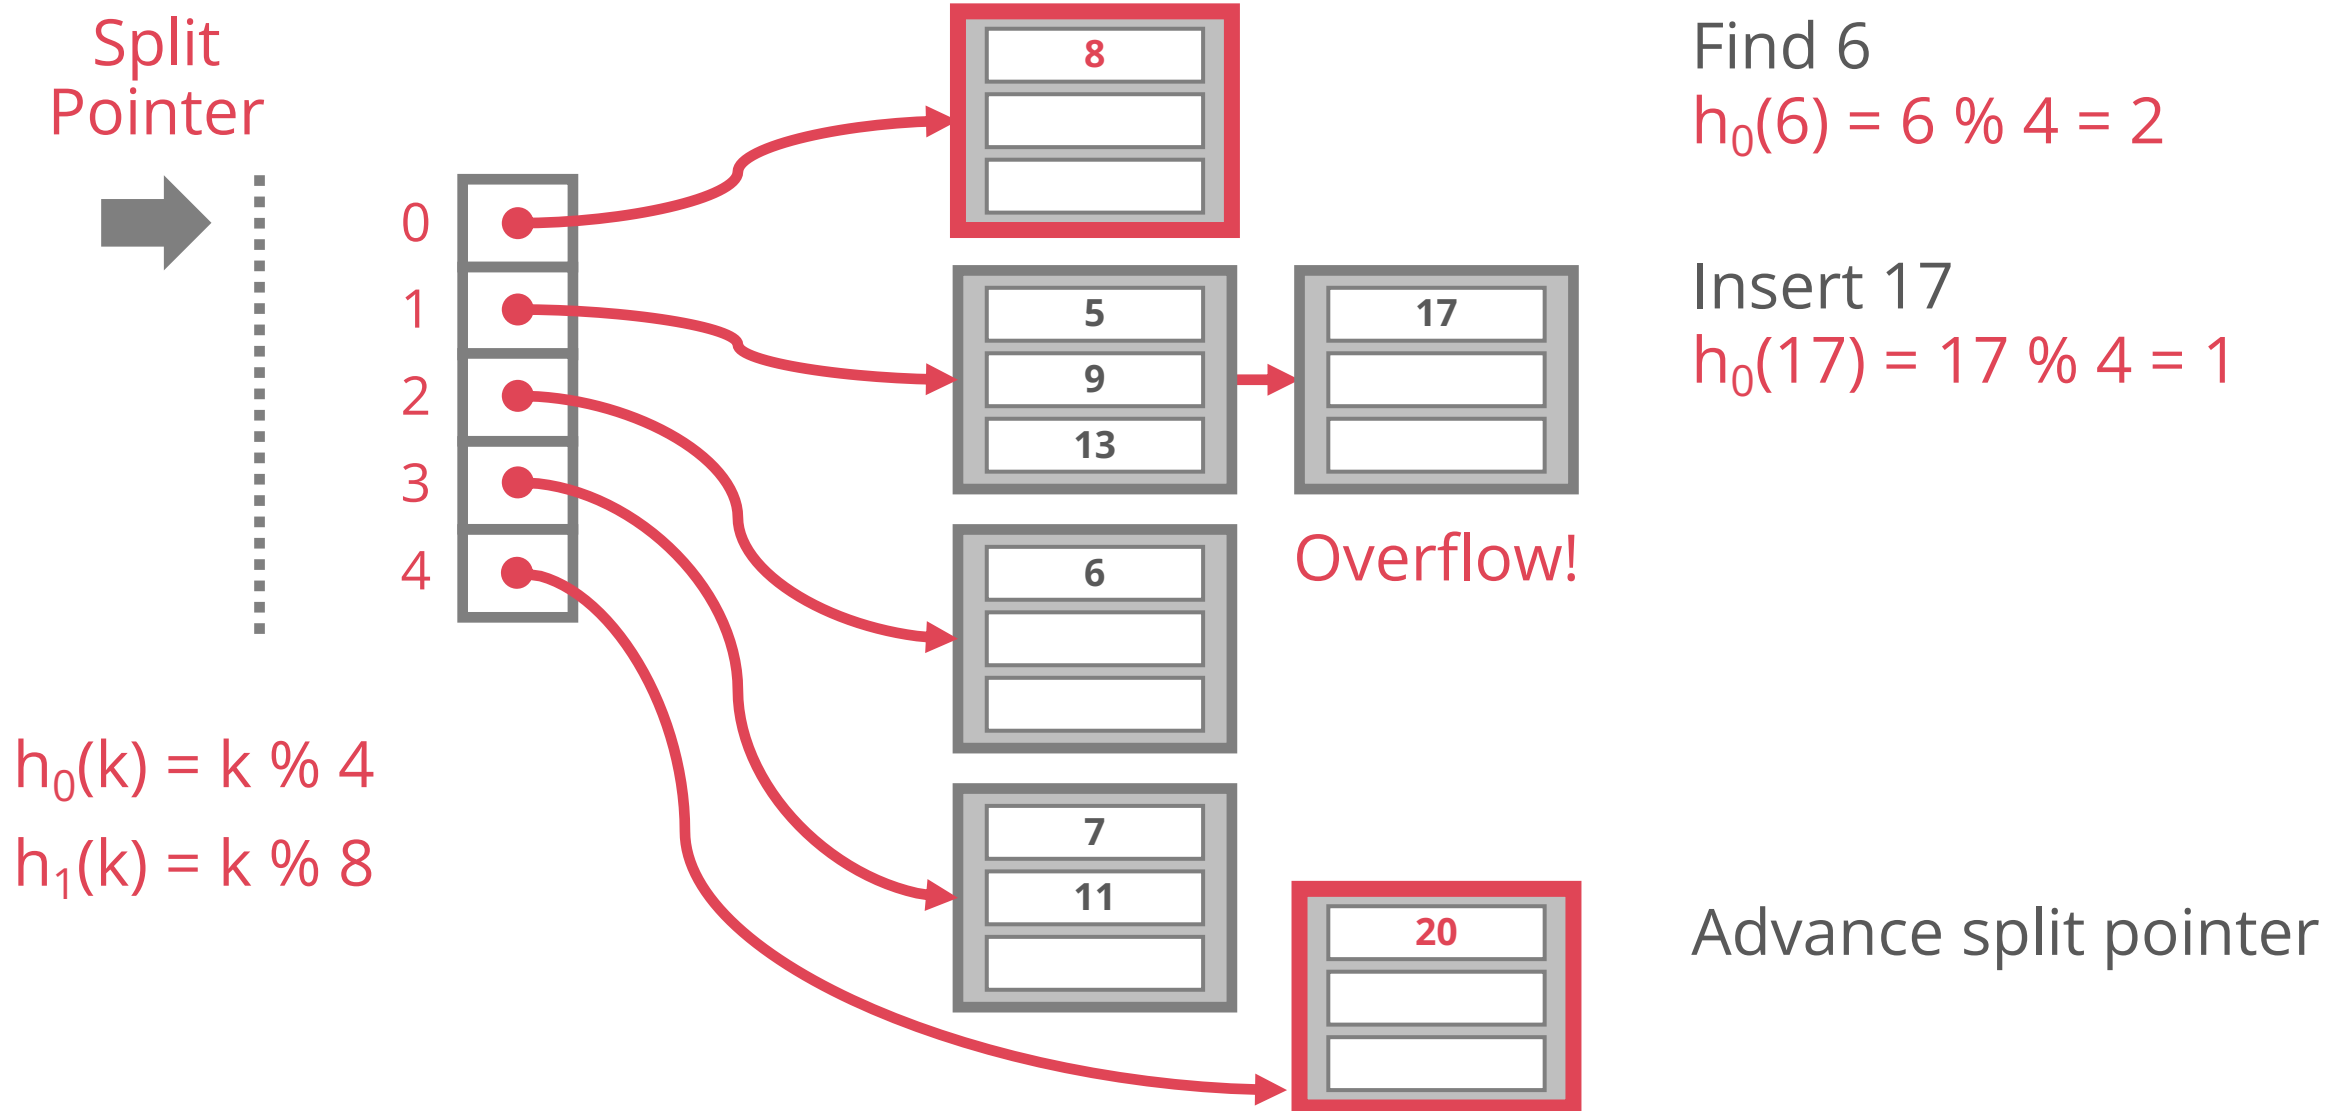 Split
Pointer
0
1
2
3
4
h₀(k) = k % 4
h₁(k) = k % 8
8
5
9
13
17
Overflow!
6
7
11
20
Find 6
h₀(6) = 6 % 4 = 2
Insert 17
h₀(17) = 17 % 4 = 1
Advance split pointer